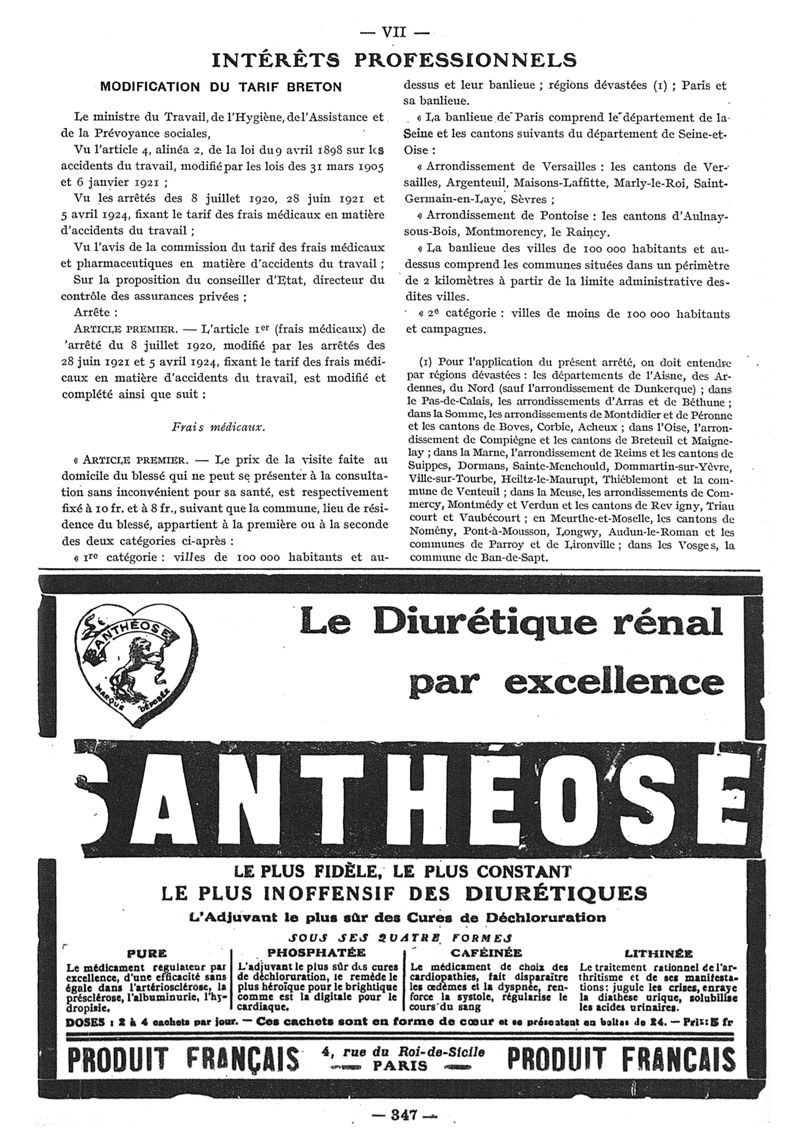 — VII —
INTÉRÊTS PROFESSIONNELS
MODIFICATION DU TARIF BRETON
Le ministre du Travail, de l'Hygiène, del'Assistance et
de la Prévoyance sociales,
Vu l'article 4, alinéa 2, de la loi du 9 avril 1898 sur les
accidents du travail, modifié par les lois des 31 mars 1905
et 6 janvier 1921 ;
Vu les arrêtés des 8 juillet 1920, 28 juin 1921 et
5 avril 1924, fixant le tarif des frais médicaux en matière
d'accidents du travail ;
Vu l'avis de la commission du tarif des frais médicaux
et pharmaceutiques en matière d'accidents du travail ;
Sur la proposition du conseiller d'Etat, directeur du
contrôle des assurances privées ;
Arrête :
ARTICLE PREMIER. — L'article 1er (frais médicaux) de
'arrêté du 8 juillet 1920, modifié par les arrêtés des
28 juin 1921 et 5 avril 1924, fixant le tarif des frais médi-
caux en matière d'accidents du travail, est modifié et
complété ainsi que suit :
Frais médicaux.
« ARTICLE PREMIER. — Le prix de la visite faite au
domicile du blessé qui ne peut se présenter à la consulta-
tion sans inconvénient pour sa santé, est respectivement
fixé à 10 fr. et à 8 fr., suivant que la commune, lieu de rési-
dence du blessé, appartient à la première ou à la seconde
des deux catégories ci-après :
« 1re catégorie : villes de 100 000 habitants et au-
dessus et leur banlieue ; régions dévastées (1) ; Paris et
sa banlieue.
« La banlieue de Paris comprend le département de la
Seine et les cantons suivants du département de Seine-et-
Oise :
« Arrondissement de Versailles : les cantons de Ver-
sailles, Argenteuil, Maisons-Laffitte, Marly-le-Roi, Saint-
Germain-en-Laye, Sèvres ;
« Arrondissement de Pontoise : les cantons d'Aulnay-
sous-Bois, Montmorency, le Raincy.
« La banlieue des villes de 100 000 habitants et au-
dessus comprend les communes situées dans un périmètre
de 2 kilomètres à partir de la limite administrative des-
dites villes.
« 2e catégorie : villes de moins de 100 000 habitants
et campagnes.
(1) Pour l'application du présent arrêté, on doit entendre
par régions dévastées : les départements de l'Aisne, des Ar-
dennes, du Nord (sauf l'arrondissement de Dunkerque) ; dans
le Pas-de-Calais, les arrondissements d'Arras et de Béthune ;
dans la Somme, les arrondissements de Montdidier et de Péronne
et les cantons de Boves, Corbie, Acheux ; dans l'Oise, l'arron-
dissement de Compiègne et les cantons de Breteuil et Maigne-
lay ; dans la Marne, l'arrondissement de Reims et les cantons de
Suippes, Dormans, Sainte-Menehould, Dommartin-sur-Yèvre,
Ville-sur-Tourbe, Heiltz-le-Maurupt, Thiéblemont et la com-
mune de Venteuil ; dans la Meuse, les arrondissements de Com-
mercy, Montmédy et Verdun et les cantons de Rev igny, Triau
court et Vaubécourt ; en Meurthe-et-Moselle, les cantons de
Nomény, Pont-à-Mousson, Longwy, Audun-le-Roman et les
communes de Parroy et de Lironville ; dans les Vosges, la
commune de Ban-de-Sapt.
SANTHÉOSE
MARQUE DÉPOSÉE
Le Diurétique rénal
par excellence
SANTHÉOSE
LE PLUS FIDÈLE, LE PLUS CONSTANT
LE PLUS INOFFENSIF DES DIURÉTIQUES
L'Adjuvant le plus sûr des Cures de Déchloruration
SOUS SES QUATRE FORMES
PURE
Le médicament régulateur par
excellence, d'une efficacité sans
égale dans l'artériosclérose, la
présclérose, l'albuminurie, l'hy-
dropisie.
PHOSPHATÉE
L'adjuvant le plus sûr des cures
de déchloruration, le remède le
plus héroïque pour le brightique
comme est la digitale pour le
cardiaque.
CAFÉINÉE
Le médicament de choix des
cardiopathies, fait disparaître
les œdèmes et la dyspnée, ren-
force la systole, régularise le
cours du sang
LITHINÉE
Le traitement rationnel de l'ar-
thritisme et de ses manifesta-
tions : jugule les crises, enraye
la diathèse urique, solubilise
les acides urinaires.
DOSES : 2 à 4 cachets par jour. — Ces cachets sont en forme de cœur et se présentent en boîtes de 24. — Prix: 5 fr
PRODUIT FRANÇAIS
4, rue du Roi-de-Sicile
— PARIS —
PRODUIT FRANCAIS
— 347 —